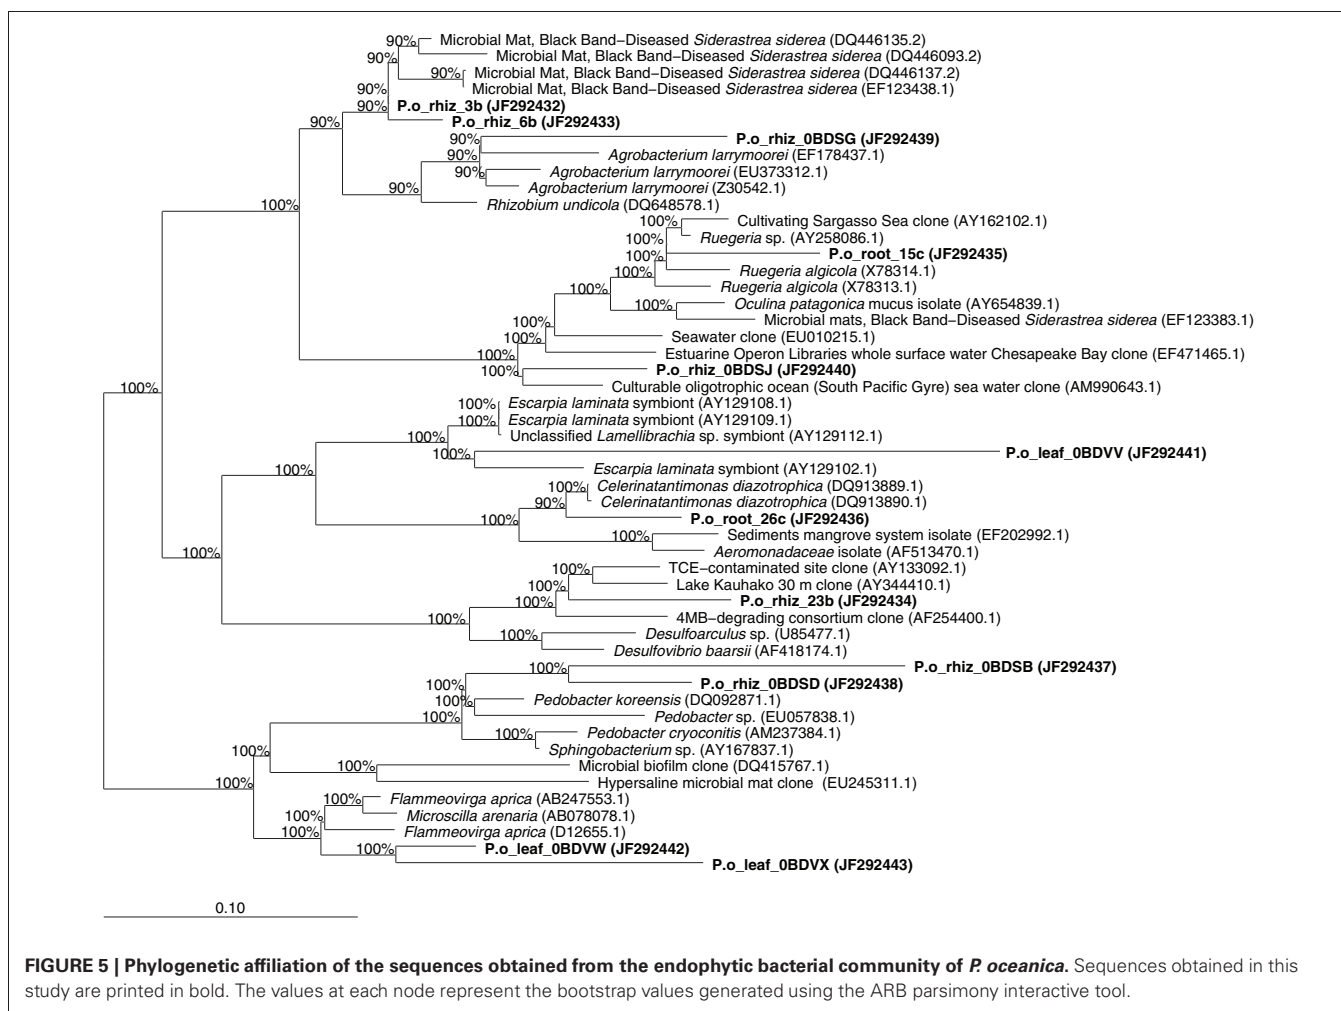 90% Microbial Mat, Black Band−Diseased Siderastrea siderea (DQ446135.2)
90% Microbial Mat, Black Band−Diseased Siderastrea siderea (DQ446093.2)
90% Microbial Mat, Black Band−Diseased Siderastrea siderea (DQ446137.2)
90% Microbial Mat, Black Band−Diseased Siderastrea siderea (EF123438.1)
90% P.o_rhiz_3b (JF292432)
90% P.o_rhiz_6b (JF292433)
90% P.o_rhiz_0BDSG (JF292439)
90% Agrobacterium larrymoorei (EF178437.1)
90% Agrobacterium larrymoorei (EU373312.1)
90% Agrobacterium larrymoorei (Z30542.1)
100% Rhizobium undicola (DQ648578.1)
100% Cultivating Sargasso Sea clone (AY162102.1)
100% Ruegeria sp. (AY258086.1)
100% P.o_root_15c (JF292435)
100% Ruegeria algicola (X78314.1)
100% Ruegeria algicola (X78313.1)
100% Oculina patagonica mucus isolate (AY654839.1)
100% Microbial mats, Black Band−Diseased Siderastrea siderea (EF123383.1)
100% Seawater clone (EU010215.1)
100% Estuarine Operon Libraries whole surface water Chesapeake Bay clone (EF471465.1)
100% P.o_rhiz_0BDSJ (JF292440)
100% Culturable oligotrophic ocean (South Pacific Gyre) sea water clone (AM990643.1)
100% Escarpia laminata symbiont (AY129108.1)
100% Escarpia laminata symbiont (AY129109.1)
100% Unclassified Lamellibrachia sp. symbiont (AY129112.1)
100% P.o_leaf_0BDVV (JF292441)
100% Escarpia laminata symbiont (AY129102.1)
100% Celerinatantimonas diazotrophica (DQ913889.1)
90% Celerinatantimonas diazotrophica (DQ913890.1)
100% P.o_root_26c (JF292436)
100% Sediments mangrove system isolate (EF202992.1)
100% Aeromonadaceae isolate (AF513470.1)
100% TCE−contaminated site clone (AY133092.1)
100% Lake Kauhako 30 m clone (AY344410.1)
100% P.o_rhiz_23b (JF292434)
100% 4MB−degrading consortium clone (AF254400.1)
100% Desulfoarculus sp. (U85477.1)
Desulfovibrio baarsii (AF418174.1)
100% P.o_rhiz_0BDSB (JF292437)
100% P.o_rhiz_0BDSD (JF292438)
100% Pedobacter koreensis (DQ092871.1)
100% Pedobacter sp. (EU057838.1)
100% Pedobacter cryoconitis (AM237384.1)
100% Sphingobacterium sp. (AY167837.1)
100% Microbial biofilm clone (DQ415767.1)
100% Hypersaline microbial mat clone (EU245311.1)
100% Flammeovirga aprica (AB247553.1)
100% Microscilla arenaria (AB078078.1)
100% Flammeovirga aprica (D12655.1)
100% P.o_leaf_0BDVW (JF292442)
P.o_leaf_0BDVX (JF292443)
0.10
FIGURE 5 | Phylogenetic affiliation of the sequences obtained from the endophytic bacterial community of P. oceanica. Sequences obtained in this
study are printed in bold. The values at each node represent the bootstrap values generated using the ARB parsimony interactive tool.